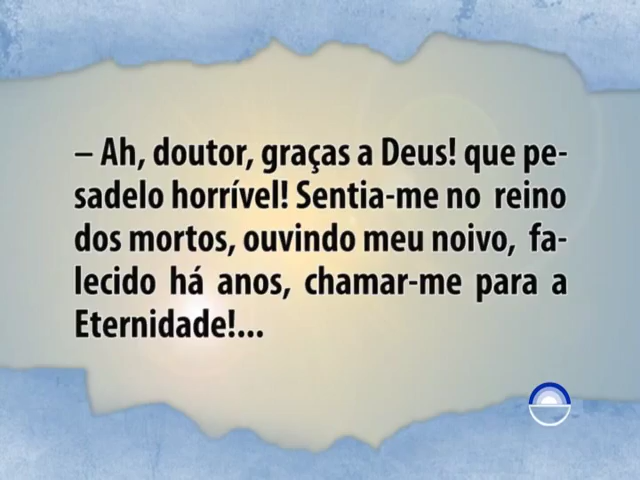 – Ah, doutor, graças a Deus! que pe-
sadelo horrível! Sentia-me no reino
dos mortos, ouvindo meu noivo, fa-
lecido há anos, chamar-me para a
Eternidade!...